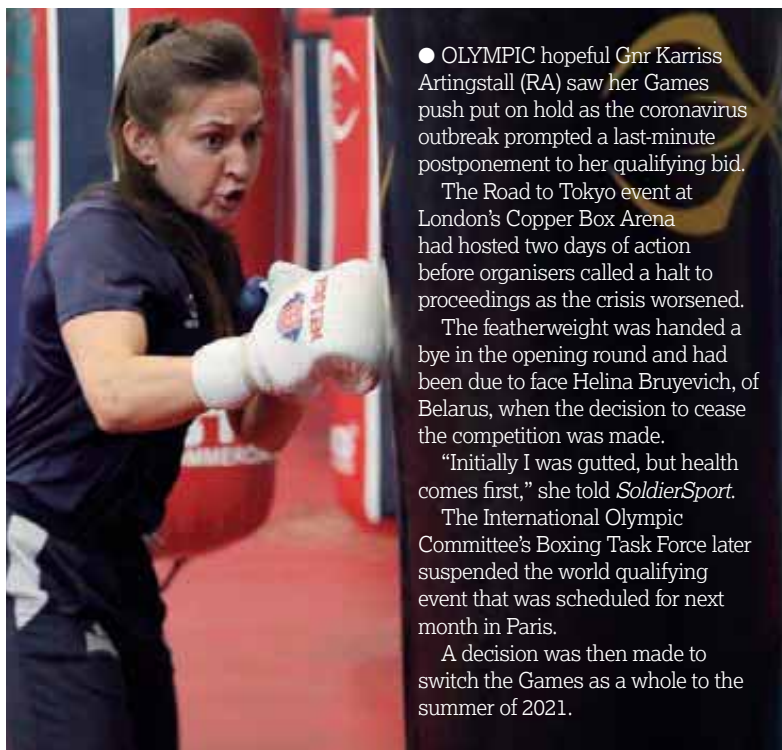 ● OLYMPIC hopeful Gnr Karriss
Artingstall (RA) saw her Games
push put on hold as the coronavirus
outbreak prompted a last-minute
postponement to her qualifying bid.
The Road to Tokyo event at
London’s Copper Box Arena
had hosted two days of action
before organisers called a halt to
proceedings as the crisis worsened.
The featherweight was handed a
bye in the opening round and had
been due to face Helina Bruyevich, of
Belarus, when the decision to cease
the competition was made.
“Initially I was gutted, but health
comes first,” she told SoldierSport.
The International Olympic
Committee’s Boxing Task Force later
suspended the world qualifying
event that was scheduled for next
month in Paris.
A decision was then made to
switch the Games as a whole to the
summer of 2021.